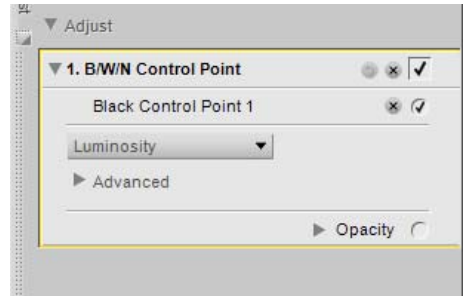 Adjust
1. B/W/N Control Point
Black Control Point 1
Luminosity
Advanced
Opacity